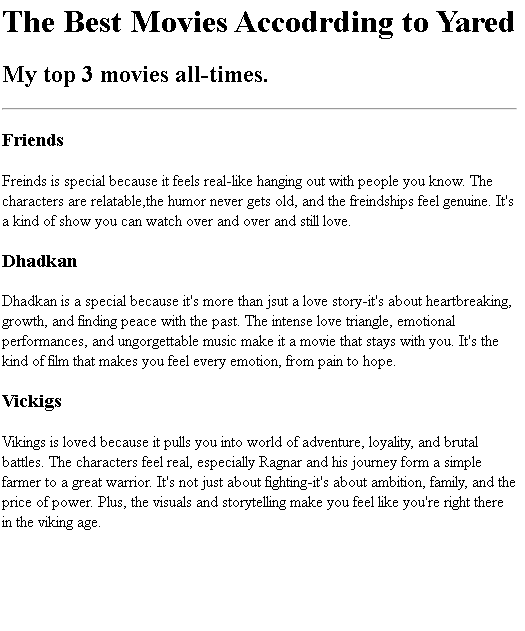 The Best Movies Accodrding to Yared
My top 3 movies all-times.
Friends
Freinds is special because it feels real-like hanging out with people you know. The
characters are relatable,the humor never gets old, and the freindships feel genuine. It's
a kind of show you can watch over and over and still love.
Dhadkan
Dhadkan is a special because it's more than jsut a love story-it's about heartbreaking,
growth, and finding peace with the past. The intense love triangle, emotional
performances, and ungorgettable music make it a movie that stays with you. It's the
kind of film that makes you feel every emotion, from pain to hope.
Vickigs
Vikings is loved because it pulls you into world of adventure, loyality, and brutal
battles. The characters feel real, especially Ragnar and his journey form a simple
farmer to a great warrior. It's not just about fighting-it's about ambition, family, and the
price of power. Plus, the visuals and storytelling make you feel like you're right there
in the viking age.